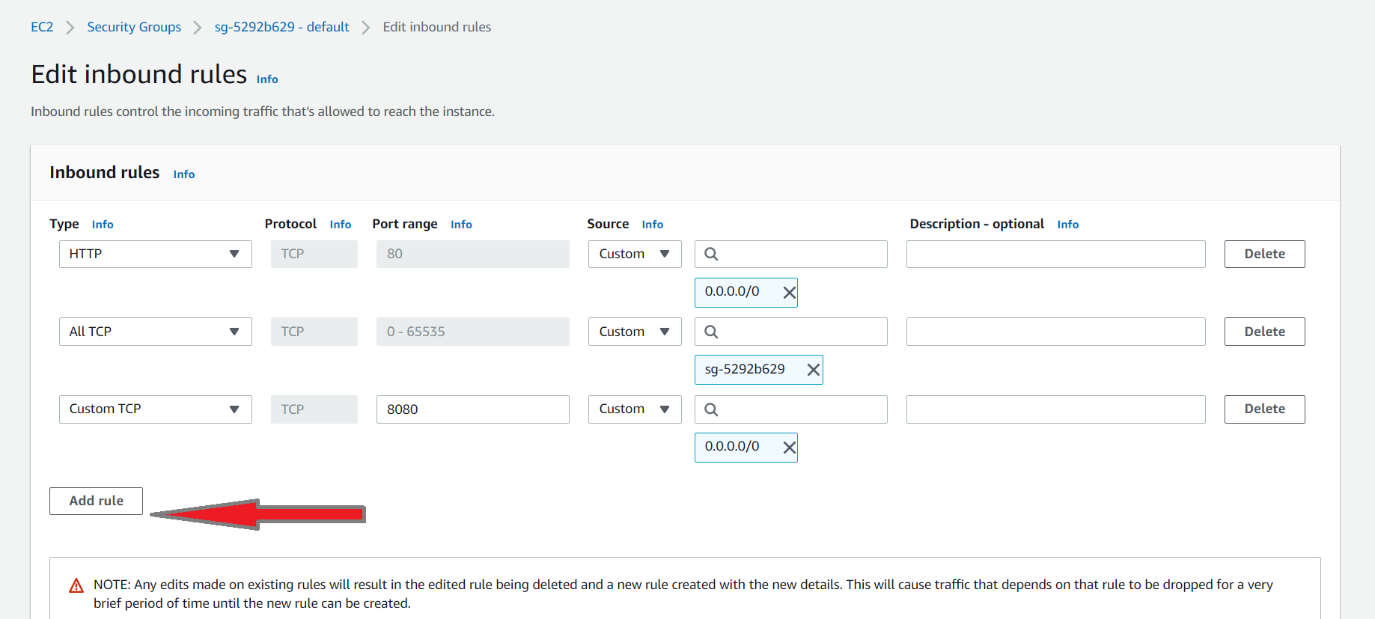 EC2 > Security Groups > sg-5292b629 - default > Edit inbound rules
Edit inbound rules Info
Inbound rules control the incoming traffic that's allowed to reach the instance.
Inbound rules Info
Type Info Protocol Info Port range Info Source Info Description - optional Info
HTTP TCP 80 Custom Delete
0.0.0.0/0
All TCP TCP 0 - 65535 Custom Delete
sg-5292b629
Custom TCP TCP 8080 Custom Delete
0.0.0.0/0
Add rule
NOTE: Any edits made on existing rules will result in the edited rule being deleted and a new rule created with the new details. This will cause traffic that depends on that rule to be dropped for a very
brief period of time until the new rule can be created.